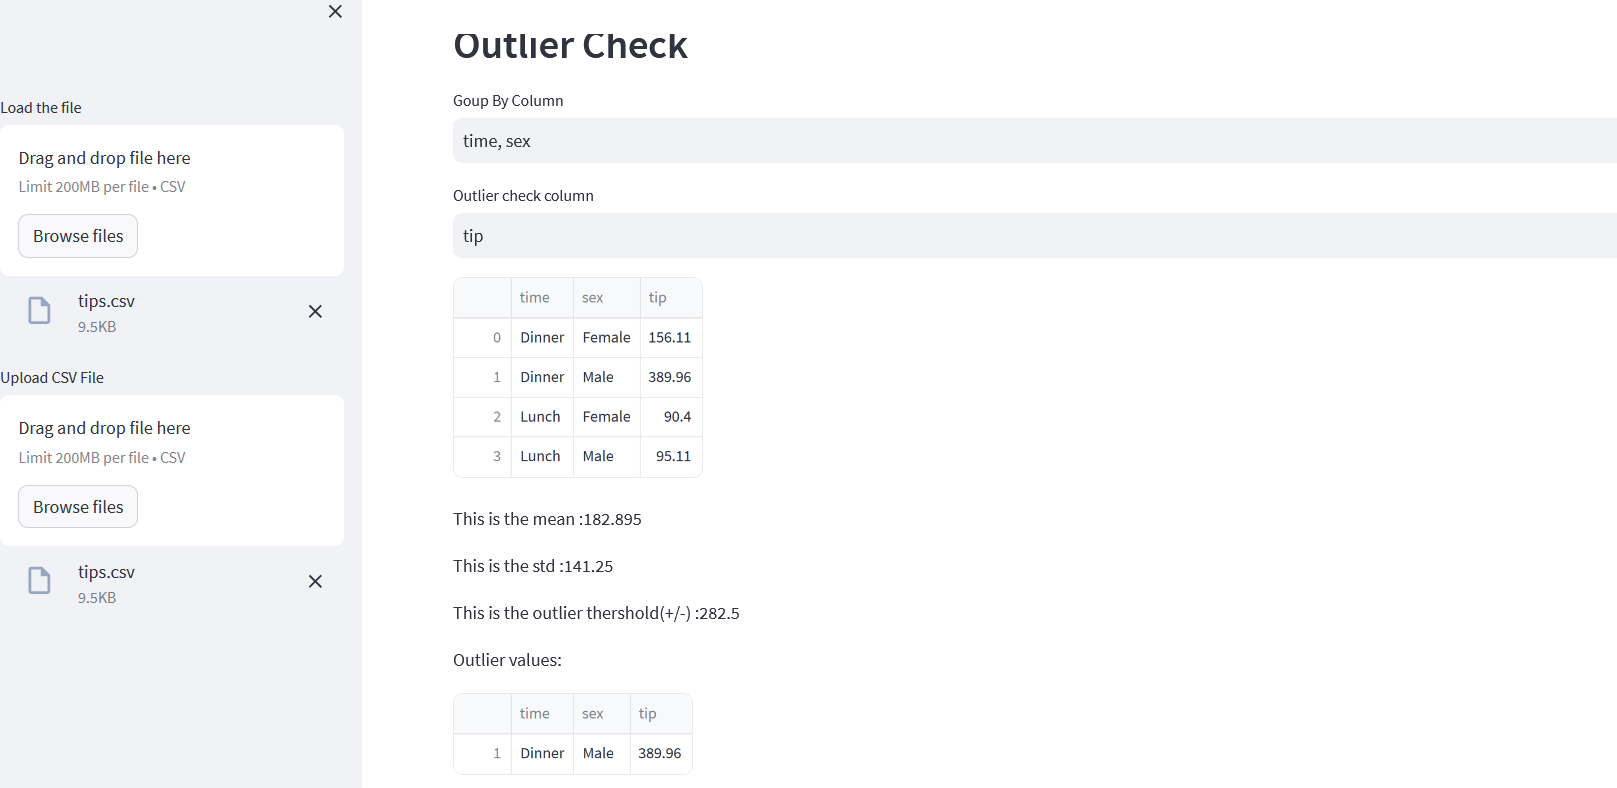 Load the file
Drag and drop file here
Limit 200MB per file • CSV
Browse files
tips.csv
9.5KB
Upload CSV File
Drag and drop file here
Limit 200MB per file • CSV
Browse files
tips.csv
9.5KB
Outlier Check
Goup By Column
time, sex
Outlier check column
tip
time sex tip
0 Dinner Female 156.11
1 Dinner Male 389.96
2 Lunch Female 90.4
3 Lunch Male 95.11
This is the mean :182.895
This is the std :141.25
This is the outlier thershold(+/-) :282.5
Outlier values:
time sex tip
1 Dinner Male 389.96